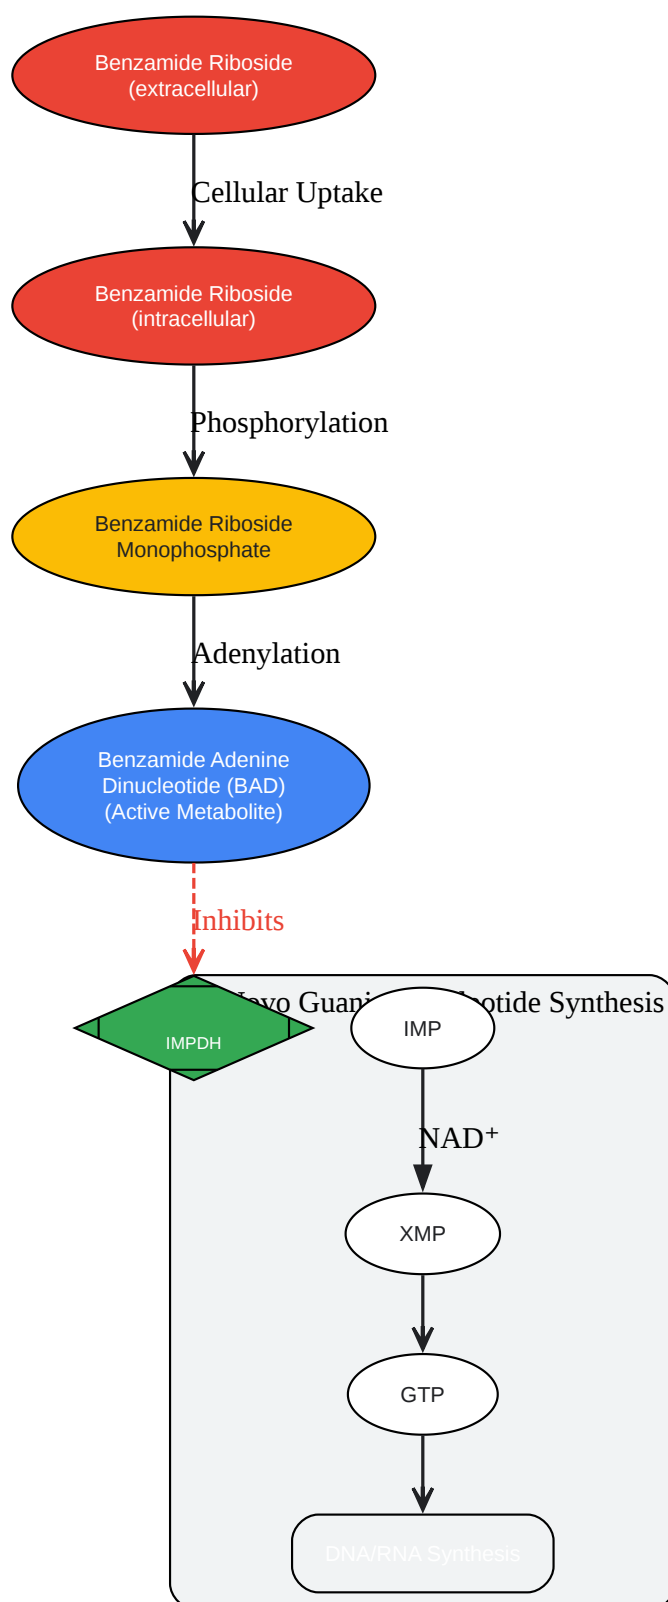 Benzamide Riboside
(extracellular)
Cellular Uptake
Benzamide Riboside
(intracellular)
Phosphorylation
Benzamide Riboside
Monophosphate
Adenylation
Benzamide Adenine
Dinucleotide (BAD)
(Active Metabolite)
Inhibits
Synthesis
IMPDH
IMP
NAD⁺
XMP
GTP
DNA/RNA Synthesis